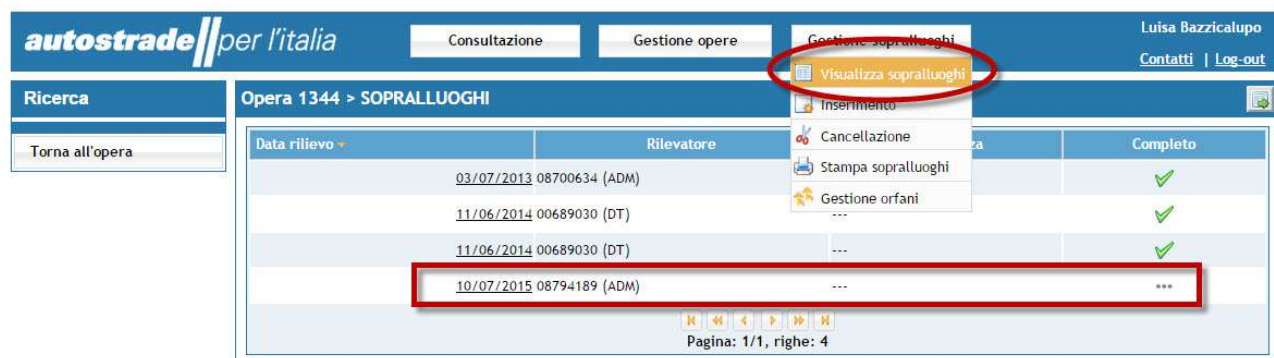 autostrade per l'italia
Consultazione
Gestione opere
Gestione sopralluoghi
Luisa Bazzicalupo
Contatti | Log-out
Visualizza sopralluoghi
Inserimento
Cancellazione
Stampa sopralluoghi
Gestione orfani
Ricerca
Torna all'opera
Opera 1344 > SOPRALLUOGHI
Data rilievo Rilevatore Completo
03/07/2013 08700634 (ADM)
11/06/2014 00689030 (DT) ---
11/06/2014 00689030 (DT) ---
10/07/2015 08794189 (ADM) --- •••
Pagina: 1/1, righe: 4